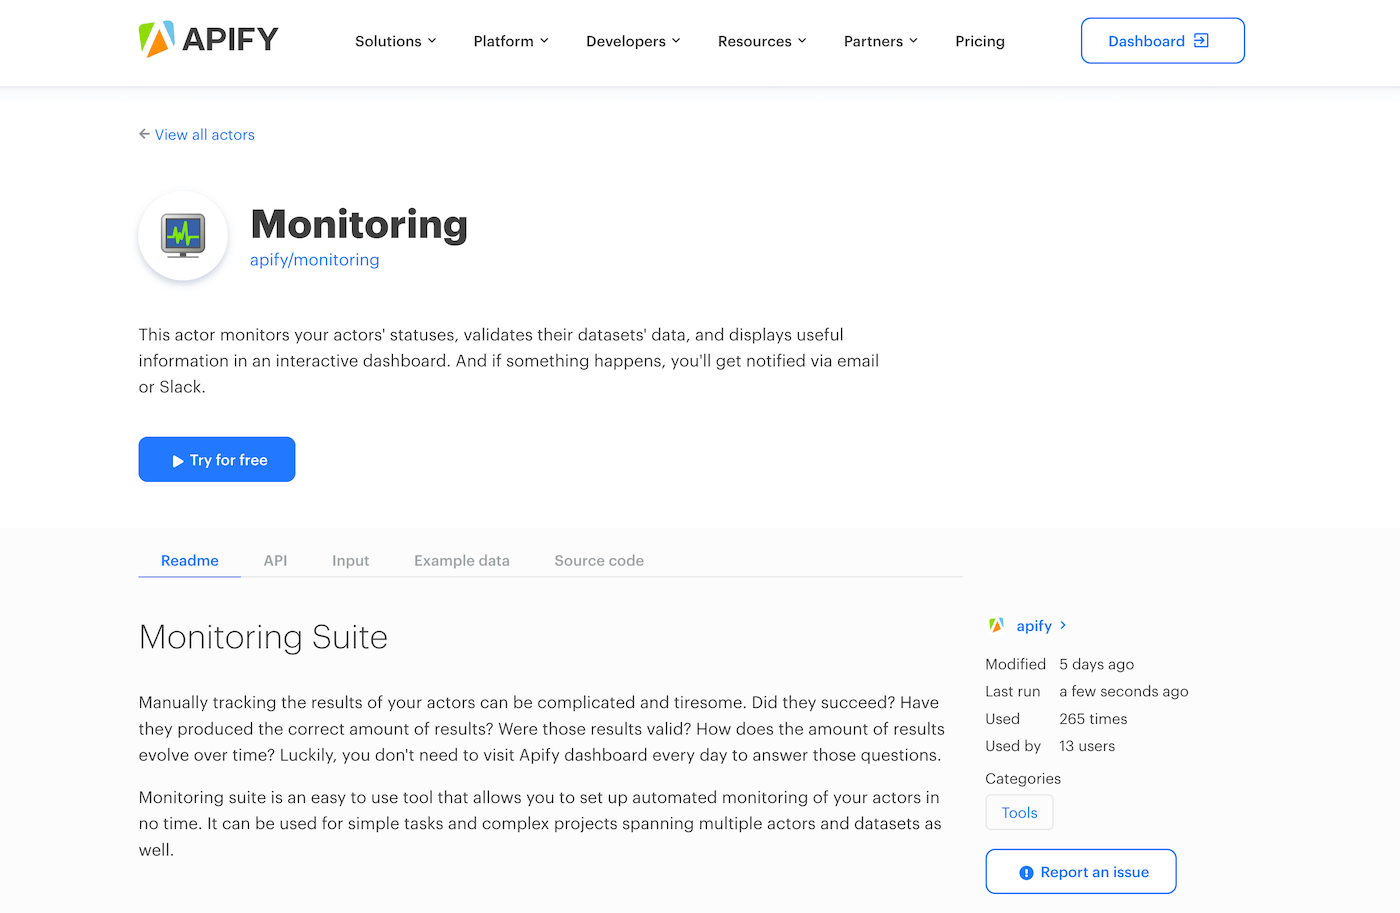 APIFY
Solutions Platform Developers Resources Partners Pricing Dashboard
View all actors
Monitoring
apify/monitoring
This actor monitors your actors' statuses, validates their datasets' data, and displays useful
information in an interactive dashboard. And if something happens, you'll get notified via email
or Slack.
Try for free
Readme API Input Example data Source code
Monitoring Suite
Manually tracking the results of your actors can be complicated and tiresome. Did they succeed? Have
they produced the correct amount of results? Were those results valid? How does the amount of results
evolve over time? Luckily, you don't need to visit Apify dashboard every day to answer those questions.
Monitoring suite is an easy to use tool that allows you to set up automated monitoring of your actors in
no time. It can be used for simple tasks and complex projects spanning multiple actors and datasets as
well.
apify
Modified 5 days ago
Last run a few seconds ago
Used 265 times
Used by 13 users
Categories
Tools
Report an issue